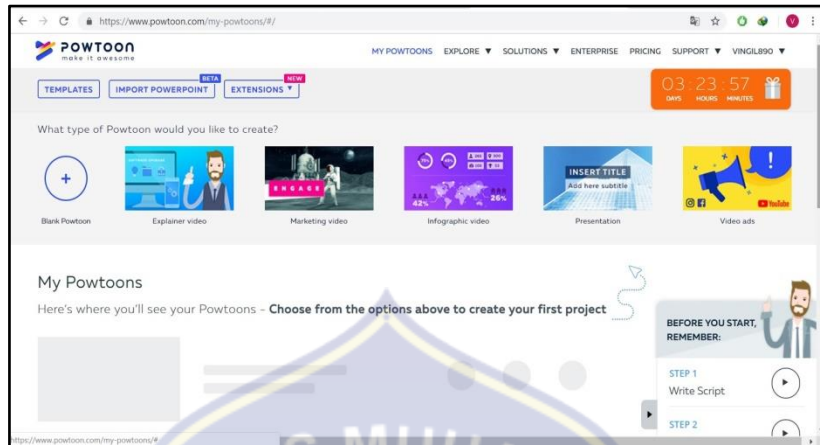 https://www.powtoon.com/my-powtoons/#/
V
POWTOON
make it awesome
MY POWTOONS EXPLORE ▼ SOLUTIONS ▼ ENTERPRISE PRICING SUPPORT ▼ VINGIL890 ▼
BETA NEW
TEMPLATES IMPORT POWERPOINT EXTENSIONS ▼
03:23:57
DAYS HOURS MINUTES
What type of Powtoon would you like to create?
ENGAGE
42%
26%
INSERT TITLE
Add here subtitle
YouTube
Blank Powtoon Explainer video Marketing video Infographic video Presentation Video ads
My Powtoons
Here's where you'll see your Powtoons - Choose from the options above to create your first project
BEFORE YOU START,
REMEMBER:
STEP 1
Write Script
STEP 2
https://www.powtoon.com/my-powtoons/#